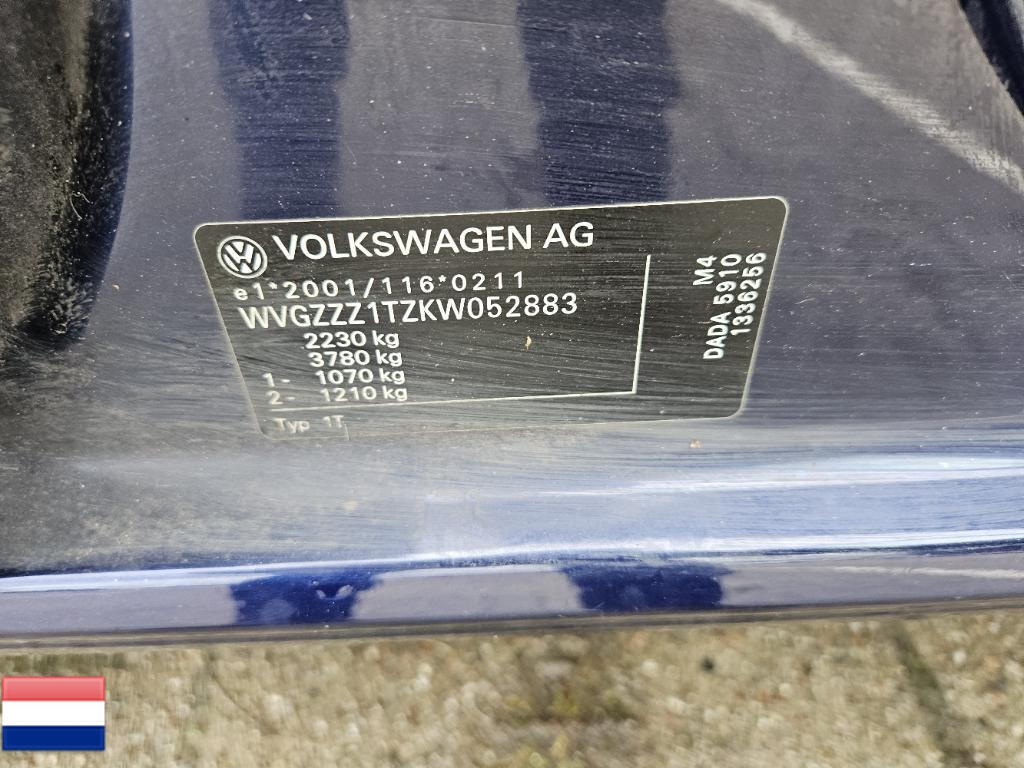 VOLKSWAGEN AG
e1*2001/116*0211
WVGZZZ1TZKW052883
2230 kg
3780 kg
1- 1070 kg
2- 1210 kg
Typ 1T
M4
DADA 5910
1336256